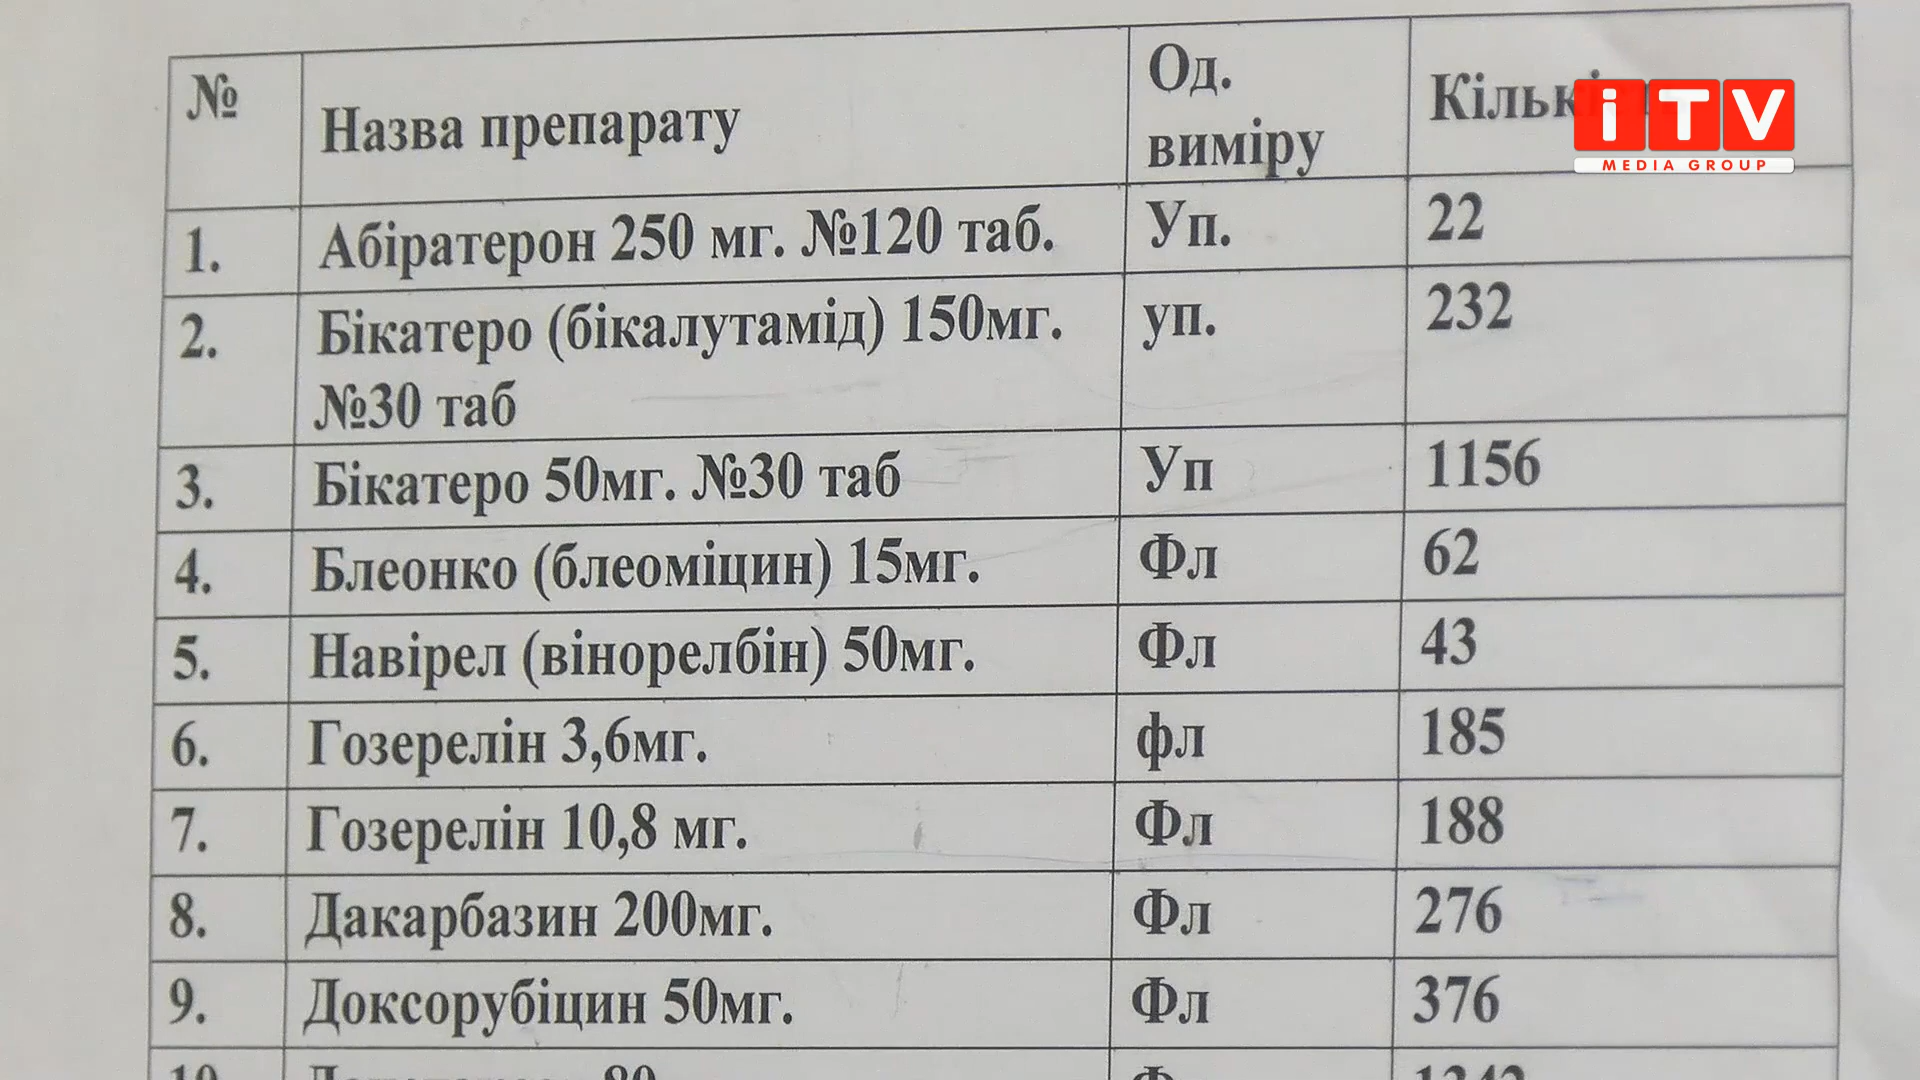 № Назва препарату Од. виміру
iTV
MEDIA GROUP
1. Абіратерон 250 мг. №120 таб. Уп. 22
2. Бікатеро (бікалутамід) 150мг. уп. 232
№30 таб
3. Бікатеро 50мг. №30 таб Уп 1156
4. Блеонко (блеоміцин) 15мг. Фл 62
5. Навірел (вінорелбін) 50мг. Фл 43
6. Гозерелін 3,6мг. фл 185
7. Гозерелін 10,8 мг. Фл 188
8. Дакарбазин 200мг. Фл 276
9. Доксорубіцин 50мг. Фл 376